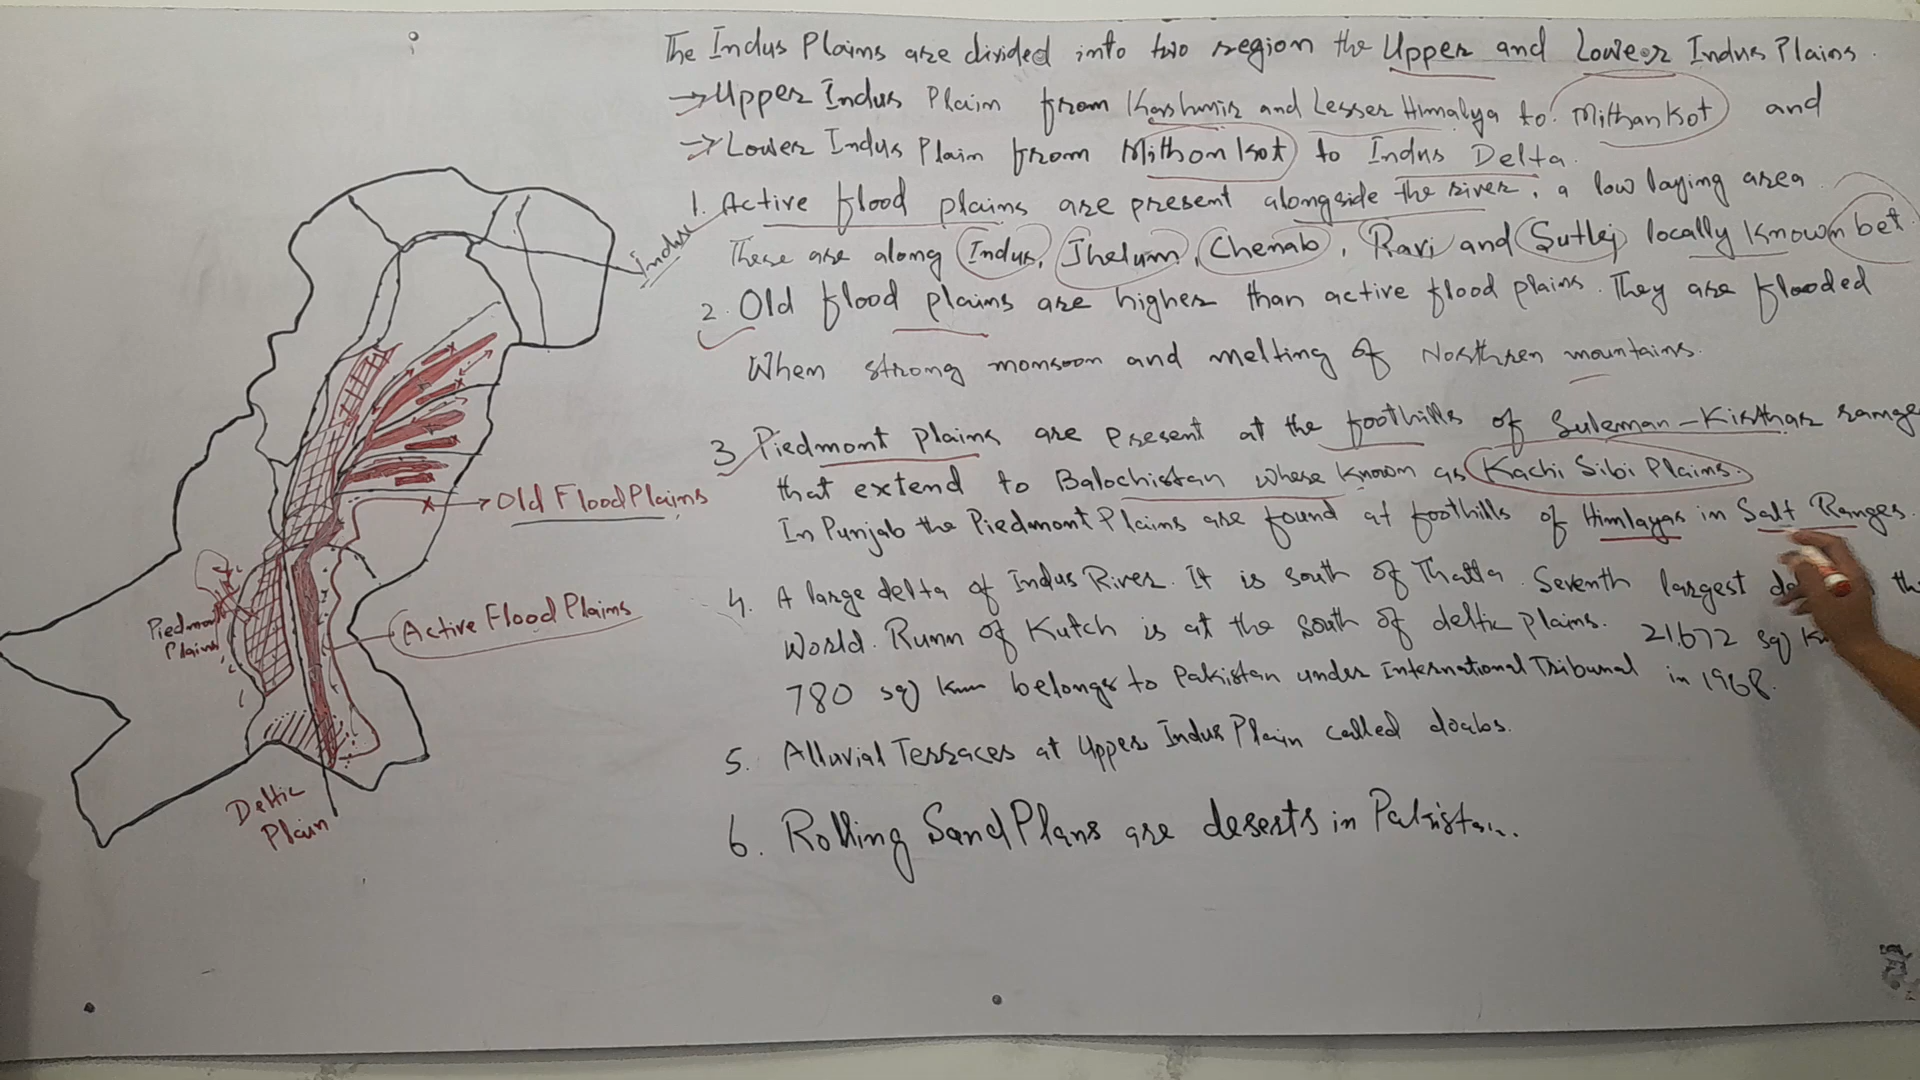 The Indus Plains are divided into two region the Upper and Lower Indus Plains.
→ Upper Indus Plain from Kashmir and Lesser Himalya to Mithan Kot and
→ Lower Indus Plain from Mithon kot to Indus Delta.
1. Active flood plains are present alongside the river, a low laying area
These are along Indus, Jhelum, Chenab, Ravi and Sutlej locally known bet
2. Old flood plains are higher than active flood plains. They are flooded
When strong monsoon and melting of Northren mountains.
3 Piedmont plains are present at the foothills of Suleman-Kirthar range
that extend to Balochistan where known as Kachi Sibi Plains.
In Punjab the Piedmont Plains are found at foothills of Himlayas in Salt Ranges.
4. A large delta of Indus River. It is south of Thatta. Seventh largest
World. Runn of Kutch is at the south of deltic plains. 21,672 sq
780 sq km belongs to Pakistan under International Tribunal in 1968.
5. Alluvial Terraces at Upper Indus Plain called doabs.
6. Rolling Sand Plans are deserts in Pakistan.
Indus
→ Old Flood Plains
Active Flood Plains
Piedmont
Plains
Deltic
Plain